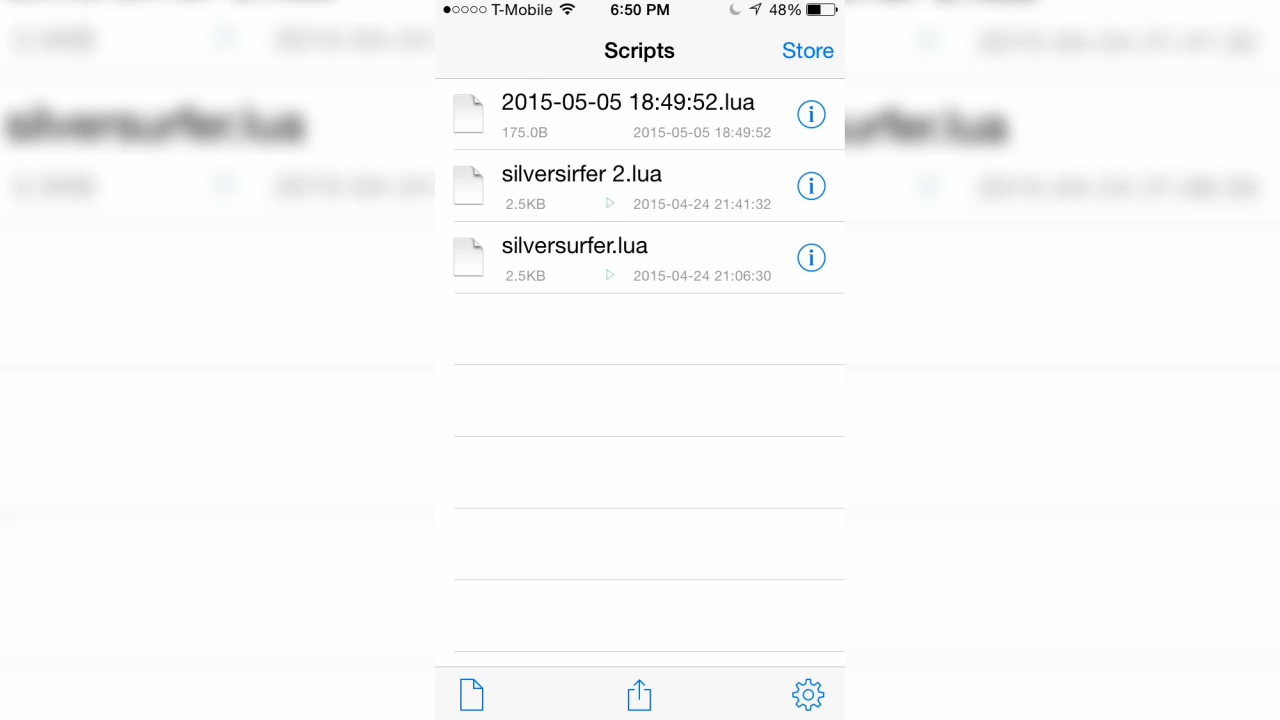 T-Mobile 6:50 PM 48%
Scripts Store
2015-05-05 18:49:52.lua
175.0B 2015-05-05 18:49:52
silversirfer 2.lua
2.5KB 2015-04-24 21:41:32
silversurfer.lua
2.5KB 2015-04-24 21:06:30
silversurfer.lua